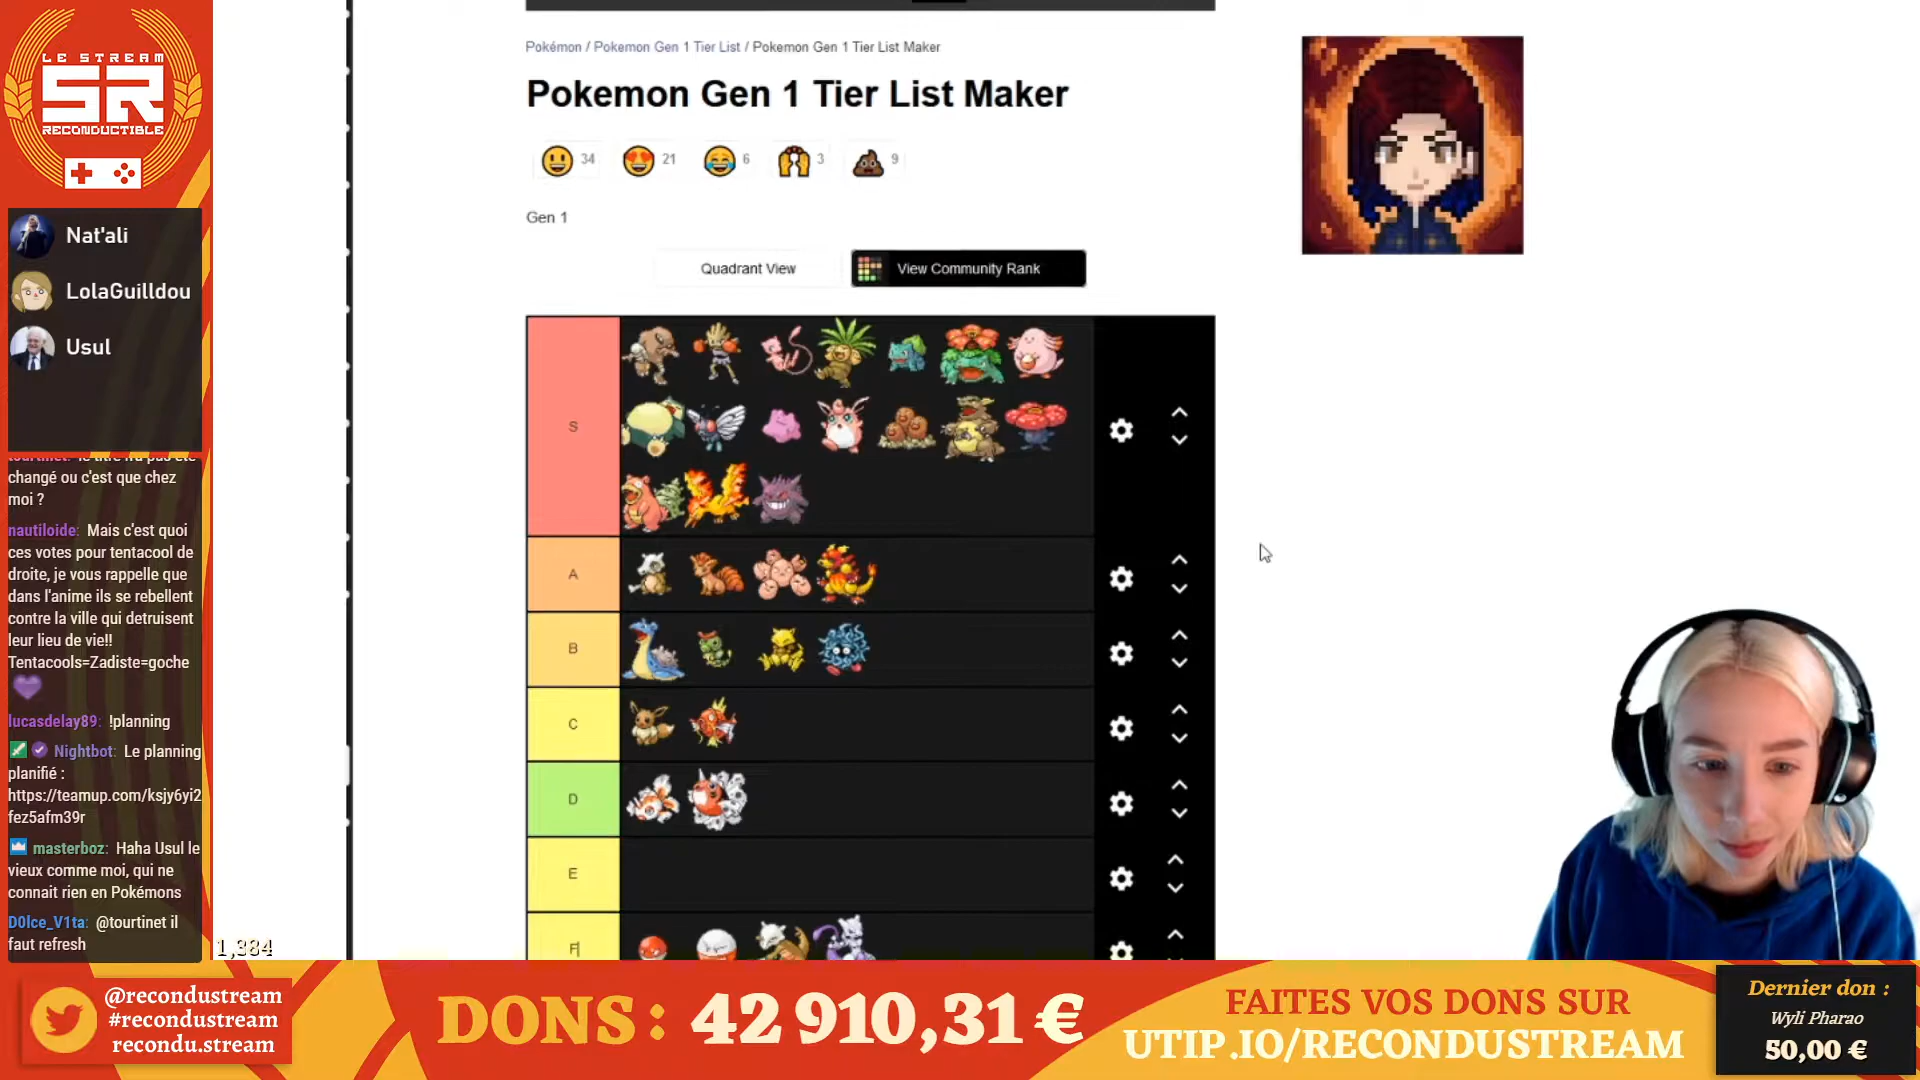 LE STREAM
SR
RECONDUCTIBLE
Nat'ali
LolaGuilldou
Usul
changé ou c'est que chez
moi ?
nautiloide: Mais c'est quoi
ces votes pour tentacool de
droite, je vous rappelle que
dans l'anime ils se rebellent
contre la ville qui detruisent
leur lieu de vie!!
Tentacools=Zadiste=goche
lucasdelay89: !planning
Nightbot: Le planning
planifié :
https://teamup.com/ksjy6yi2
fez5afm39r
masterboz: Haha Usul le
vieux comme moi, qui ne
connait rien en Pokémons
D0lce_V1ta: @tourtinet il
faut refresh
1,384
Pokémon / Pokemon Gen 1 Tier List / Pokemon Gen 1 Tier List Maker
Pokemon Gen 1 Tier List Maker
34 21 6 3 9
Gen 1
Quadrant View
View Community Rank
S
A
B
C
D
E
F
@recondustream
#recondustream
recondu.stream
DONS : 42 910,31 €
FAITES VOS DONS SUR
UTIP.IO/RECONDUSTREAM
Dernier don :
Wyli Pharao
50,00 €